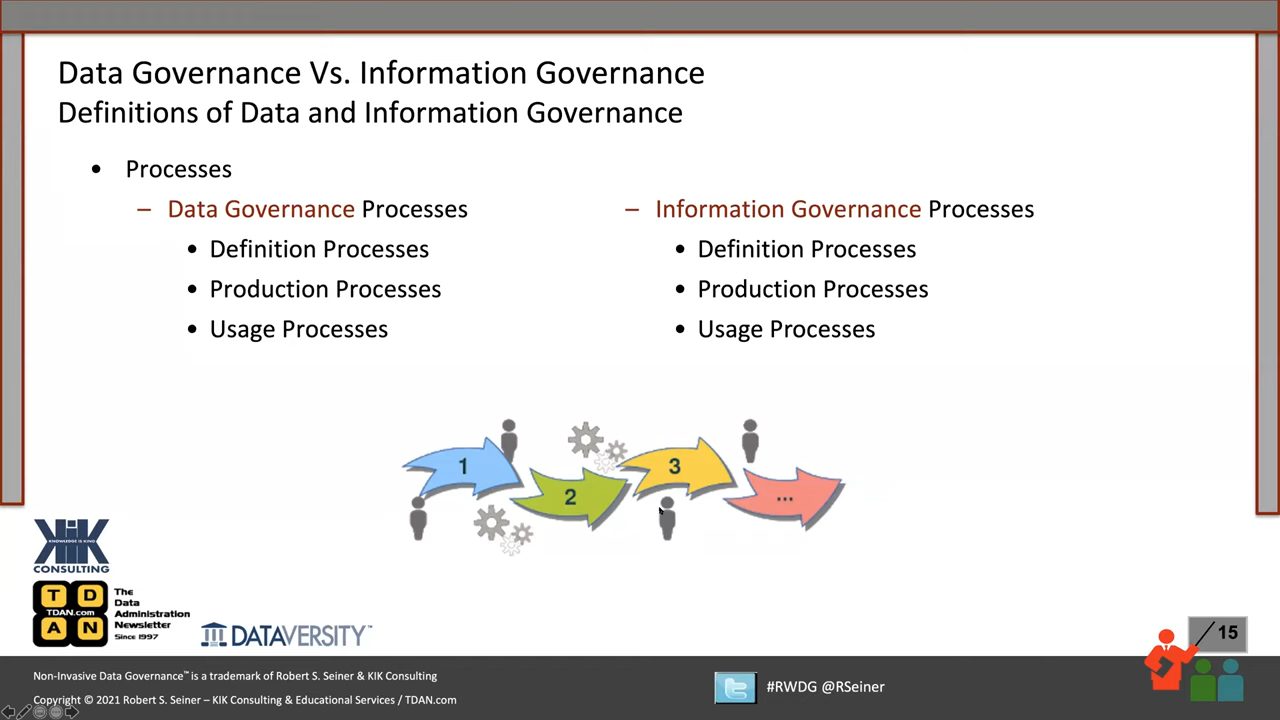 Data Governance Vs. Information Governance
Definitions of Data and Information Governance
• Processes
– Data Governance Processes
• Definition Processes
• Production Processes
• Usage Processes
– Information Governance Processes
• Definition Processes
• Production Processes
• Usage Processes
1
2
3
...
KIK
KNOWLEDGE IS KING
CONSULTING
T D
TDAN.com
A N
The
Data
Administration
Newsletter
Since 1997
DATAVERSITY™
15
Non-Invasive Data Governance™ is a trademark of Robert S. Seiner & KIK Consulting
Copyright © 2021 Robert S. Seiner – KIK Consulting & Educational Services / TDAN.com
#RWDG @RSeiner